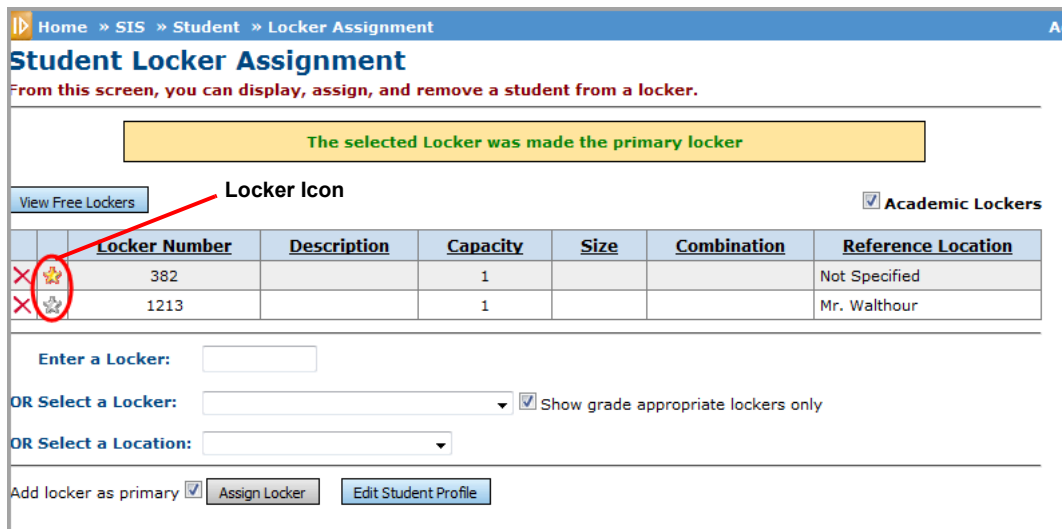 Home » SIS » Student » Locker Assignment
Student Locker Assignment
From this screen, you can display, assign, and remove a student from a locker.
The selected Locker was made the primary locker
Locker Icon
View Free Lockers Academic Lockers
Locker Number Description Capacity Size Combination Reference Location
382 1 Not Specified
1213 1 Mr. Walthour
Enter a Locker:
OR Select a Locker: Show grade appropriate lockers only
OR Select a Location:
Add locker as primary Assign Locker Edit Student Profile